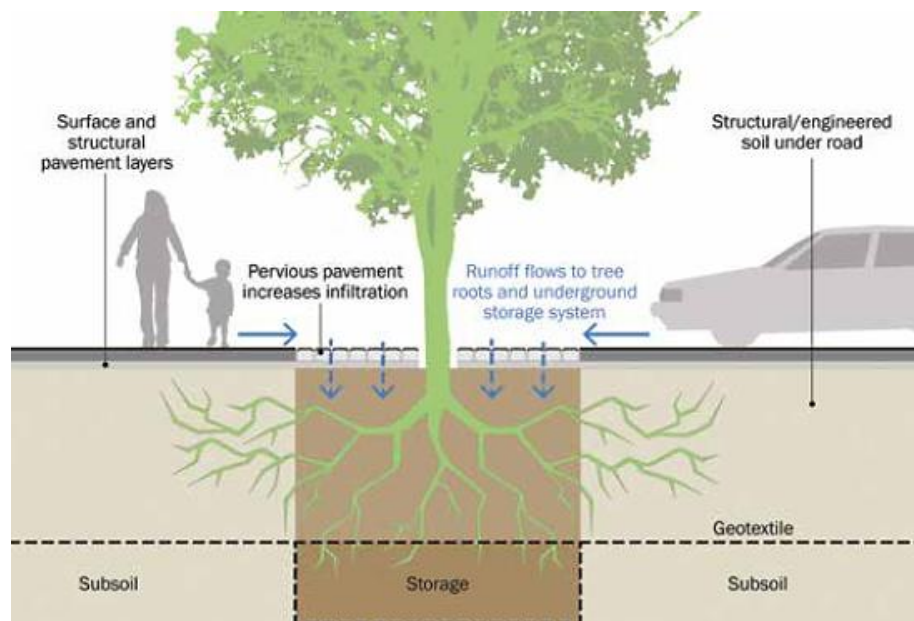 Surface and
structural
pavement layers
Structural/engineered
soil under road
Pervious pavement
increases infiltration
Runoff flows to tree
roots and underground
storage system
Geotextile
Subsoil
Storage
Subsoil